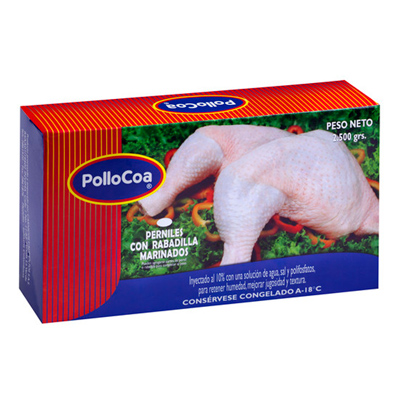 PolloCoa
®
PESO NETO
2.500 grs.
PolloCoa
®
PERNILES
CON RABADILLA
MARINADOS
Inyectado al 10% con una solución de agua, sal y polifosfatos,
para retener humedad, mejorar jugosidad y textura.
CONSÉRVESE CONGELADO A-18°C